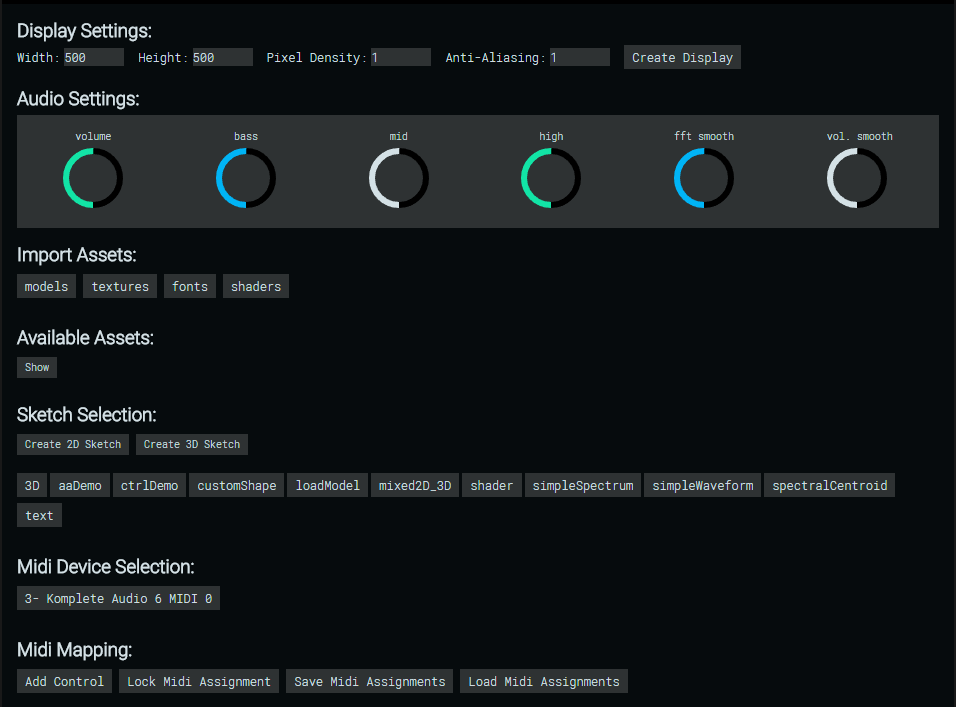 Display Settings:
Width: 500 Height: 500 Pixel Density: 1 Anti-Aliasing: 1 Create Display
Audio Settings:
volume bass mid high fft smooth vol. smooth
Import Assets:
models textures fonts shaders
Available Assets:
Show
Sketch Selection:
Create 2D Sketch Create 3D Sketch
3D aaDemo ctrlDemo customShape loadModel mixed2D_3D shader simpleSpectrum simpleWaveform spectralCentroid
text
Midi Device Selection:
3- Komplete Audio 6 MIDI 0
Midi Mapping:
Add Control Lock Midi Assignment Save Midi Assignments Load Midi Assignments